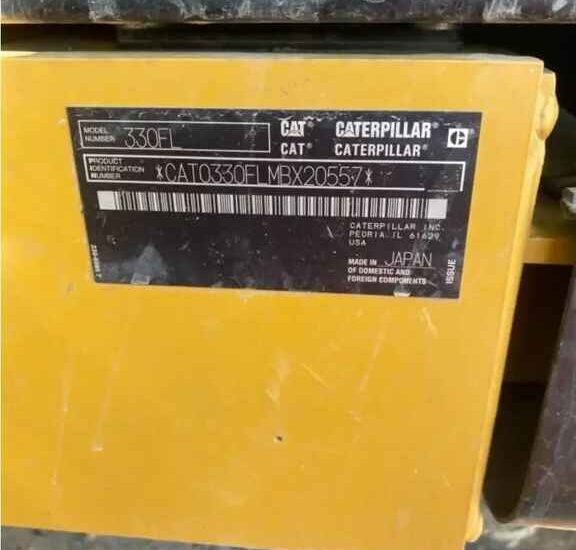 MODEL NUMBER 330FL CAT® CATERPILLAR
CAT® CATERPILLAR®
PRODUCT IDENTIFICATION NUMBER *CAT0330FLMBX20557*
CATERPILLAR INC.
PEORIA IL 61629
USA
MADE IN JAPAN
OF DOMESTIC AND
FOREIGN COMPONENTS
ISSUE